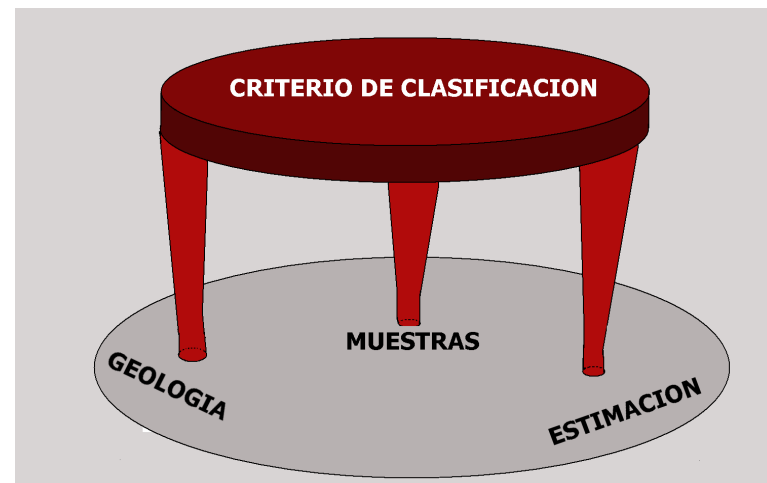 CRITERIO DE CLASIFICACION
MUESTRAS
GEOLOGIA
ESTIMACION